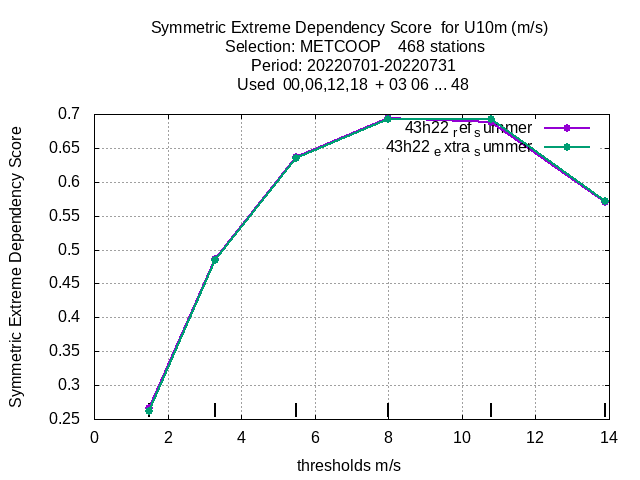 Symmetric Extreme Dependency Score  for U10m (m/s)
Selection: METCOOP    468 stations
Period: 20220701-20220731
Used  00,06,12,18  + 03 06 ... 48
Symmetric Extreme Dependency Score
0.7
0.65
0.6
0.55
0.5
0.45
0.4
0.35
0.3
0.25
43h22 ref summer
43h22 extra summer
0 2 4 6 8 10 12 14
thresholds m/s